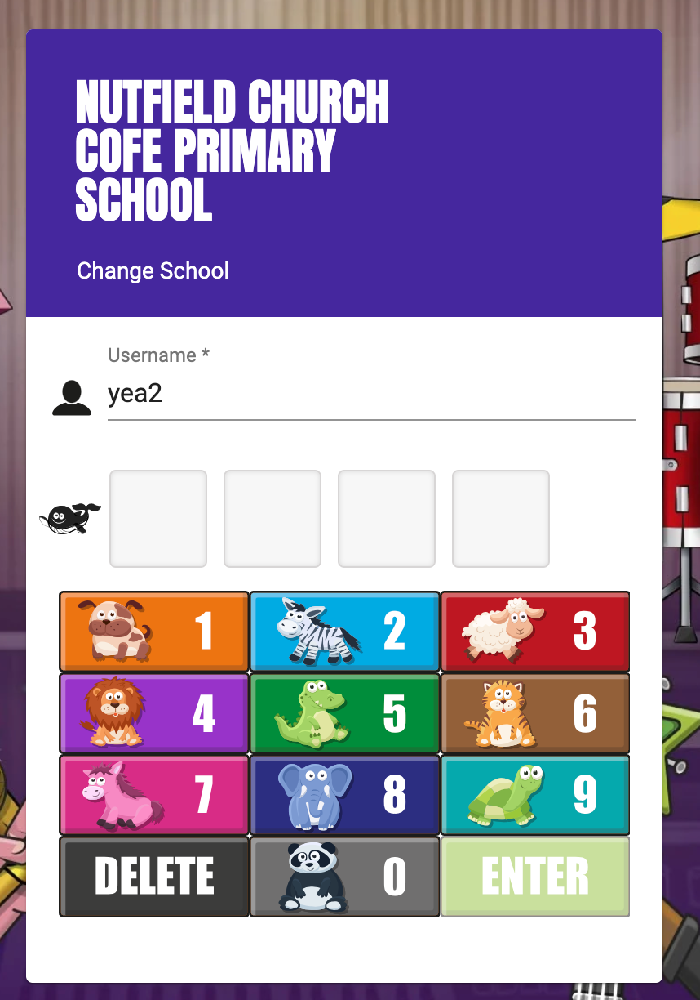 NUTFIELD CHURCH
COFE PRIMARY
SCHOOL
Change School
Username *
yea2
1 2 3
4 5 6
7 8 9
DELETE 0 ENTER